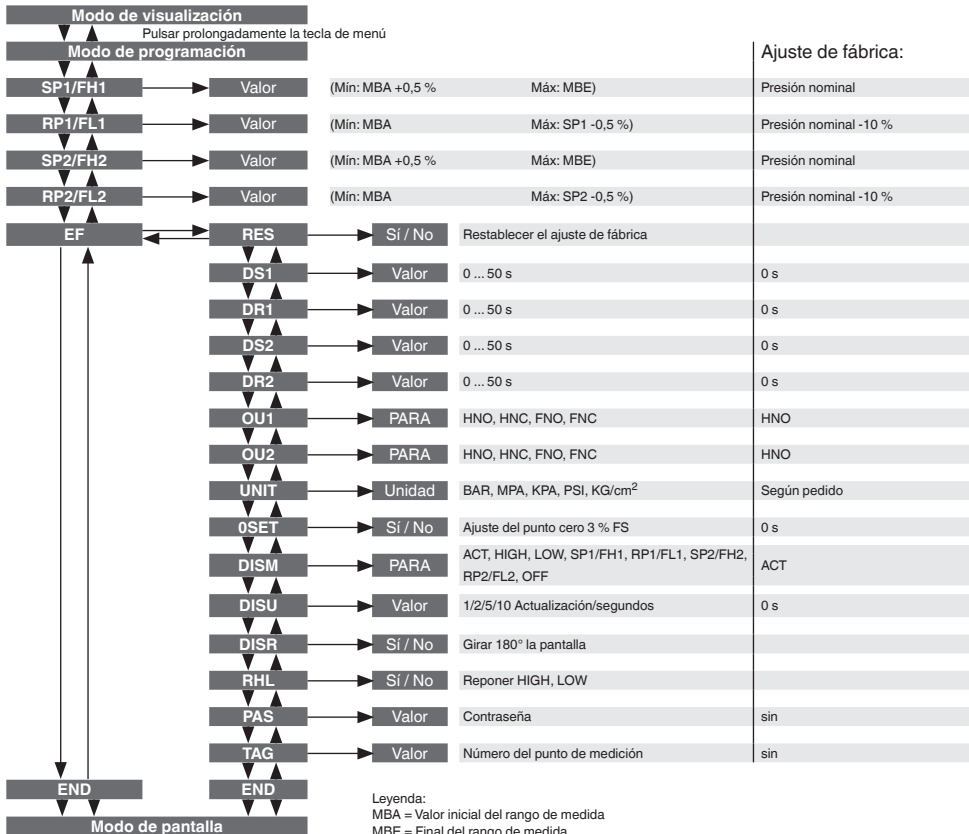 Modo de visualización
Pulsar prolongadamente la tecla de menú
Modo de programación
Ajuste de fábrica:
SP1/FH1 Valor (Mín: MBA +0,5 % Máx: MBE) Presión nominal
RP1/FL1 Valor (Mín: MBA Máx: SP1 -0,5 %) Presión nominal -10 %
SP2/FH2 Valor (Mín: MBA +0,5 % Máx: MBE) Presión nominal
RP2/FL2 Valor (Mín: MBA Máx: SP2 -0,5 %) Presión nominal -10 %
EF RES Sí / No Restablecer el ajuste de fábrica
DS1 Valor 0 ... 50 s 0 s
DR1 Valor 0 ... 50 s 0 s
DS2 Valor 0 ... 50 s 0 s
DR2 Valor 0 ... 50 s 0 s
OU1 PARA HNO, HNC, FNO, FNC HNO
OU2 PARA HNO, HNC, FNO, FNC HNO
UNIT Unidad BAR, MPA, KPA, PSI, KG/cm² Según pedido
0SET Sí / No Ajuste del punto cero 3 % FS 0 s
DISM PARA ACT, HIGH, LOW, SP1/FH1, RP1/FL1, SP2/FH2,
RP2/FL2, OFF ACT
DISU Valor 1/2/5/10 Actualización/segundos 0 s
DISR Sí / No Girar 180° la pantalla
RHL Sí / No Reponer HIGH, LOW
PAS Valor Contraseña sin
TAG Valor Número del punto de medición sin
END END
Modo de pantalla
Leyenda:
MBA = Valor inicial del rango de medida
MBE = Final del rango de medida